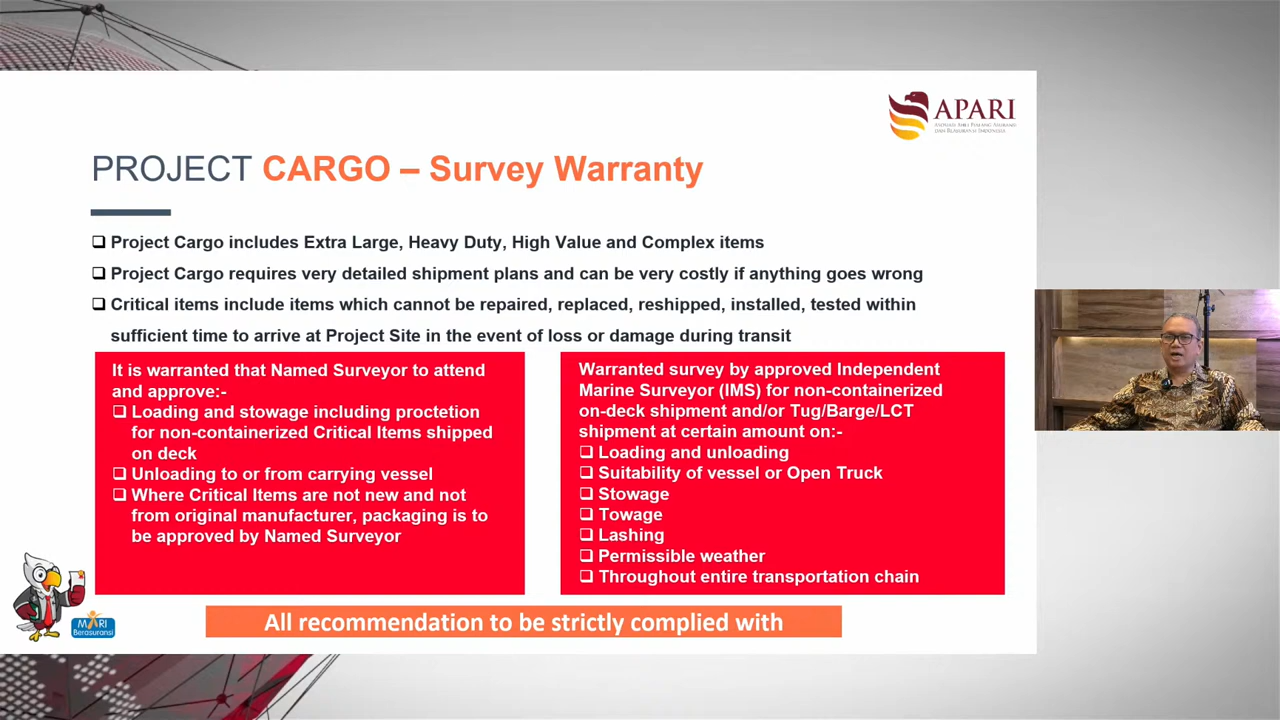 APARI
ASOSIASI AHLI PIALANG ASURANSI
DAN REASURANSI INDONESIA
PROJECT CARGO – Survey Warranty
❑ Project Cargo includes Extra Large, Heavy Duty, High Value and Complex items
❑ Project Cargo requires very detailed shipment plans and can be very costly if anything goes wrong
❑ Critical items include items which cannot be repaired, replaced, reshipped, installed, tested within
sufficient time to arrive at Project Site in the event of loss or damage during transit
It is warranted that Named Surveyor to attend
and approve:-
❑ Loading and stowage including proctetion
for non-containerized Critical Items shipped
on deck
❑ Unloading to or from carrying vessel
❑ Where Critical Items are not new and not
from original manufacturer, packaging is to
be approved by Named Surveyor
Warranted survey by approved Independent
Marine Surveyor (IMS) for non-containerized
on-deck shipment and/or Tug/Barge/LCT
shipment at certain amount on:-
❑ Loading and unloading
❑ Suitability of vessel or Open Truck
❑ Stowage
❑ Towage
❑ Lashing
❑ Permissible weather
❑ Throughout entire transportation chain
MARI
Berasuransi
All recommendation to be strictly complied with